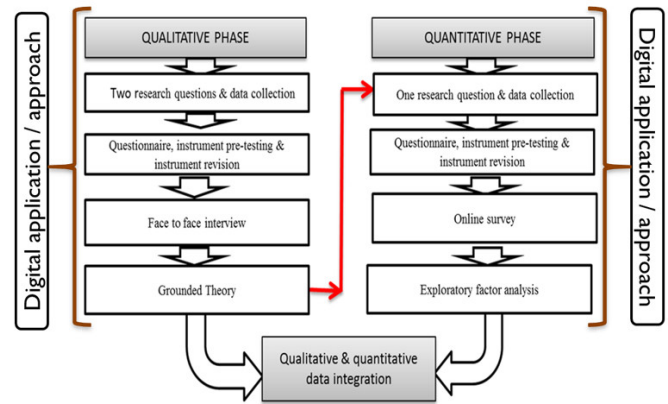 Digital application / approach
QUALITATIVE PHASE
Two research questions & data collection
Questionnaire, instrument pre-testing &
instrument revision
Face to face interview
Grounded Theory
QUANTITATIVE PHASE
One research question & data collection
Questionnaire, instrument pre-testing &
instrument revision
Online survey
Exploratory factor analysis
Digital application / approach
Qualitative & quantitative
data integration